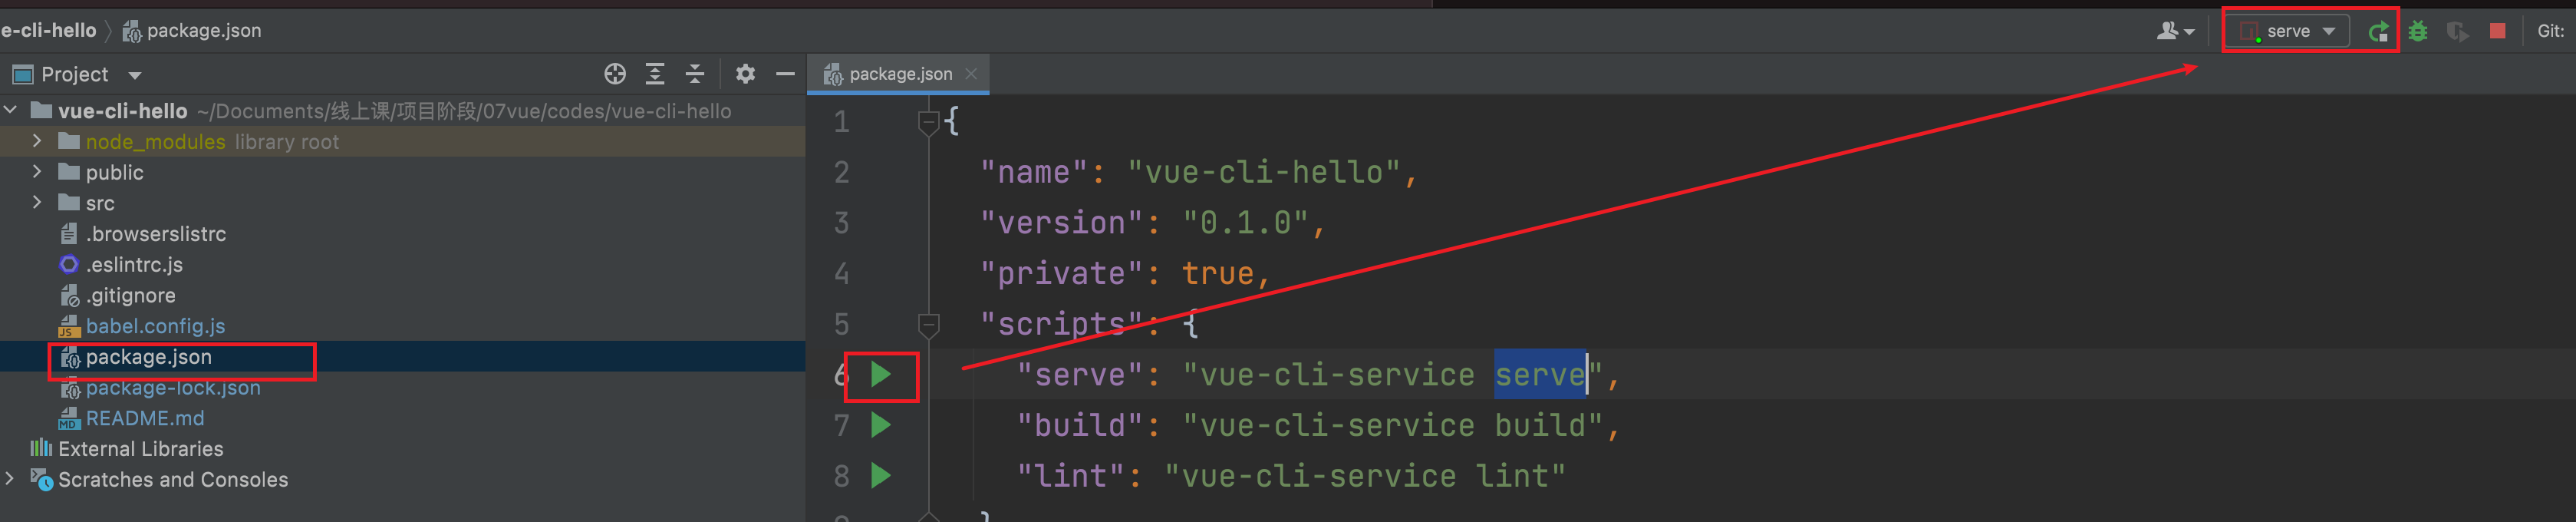 e-cli-hello package.json
serve Git:
Project
package.json
vue-cli-hello ~/Documents/线上课/项目阶段/07vue/codes/vue-cli-hello
node_modules library root
public
src
.browserslistrc
.eslintrc.js
.gitignore
babel.config.js
package.json
package-lock.json
README.md
External Libraries
Scratches and Consoles
1 {
2 "name": "vue-cli-hello",
3 "version": "0.1.0",
4 "private": true,
5 "scripts": {
6 "serve": "vue-cli-service serve",
7 "build": "vue-cli-service build",
8 "lint": "vue-cli-service lint"
9 }